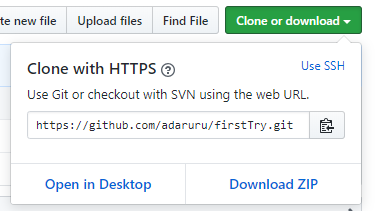 te new file Upload files Find File Clone or download
Clone with HTTPS ? Use SSH
Use Git or checkout with SVN using the web URL.
https://github.com/adaruru/firstTry.git
Open in Desktop Download ZIP